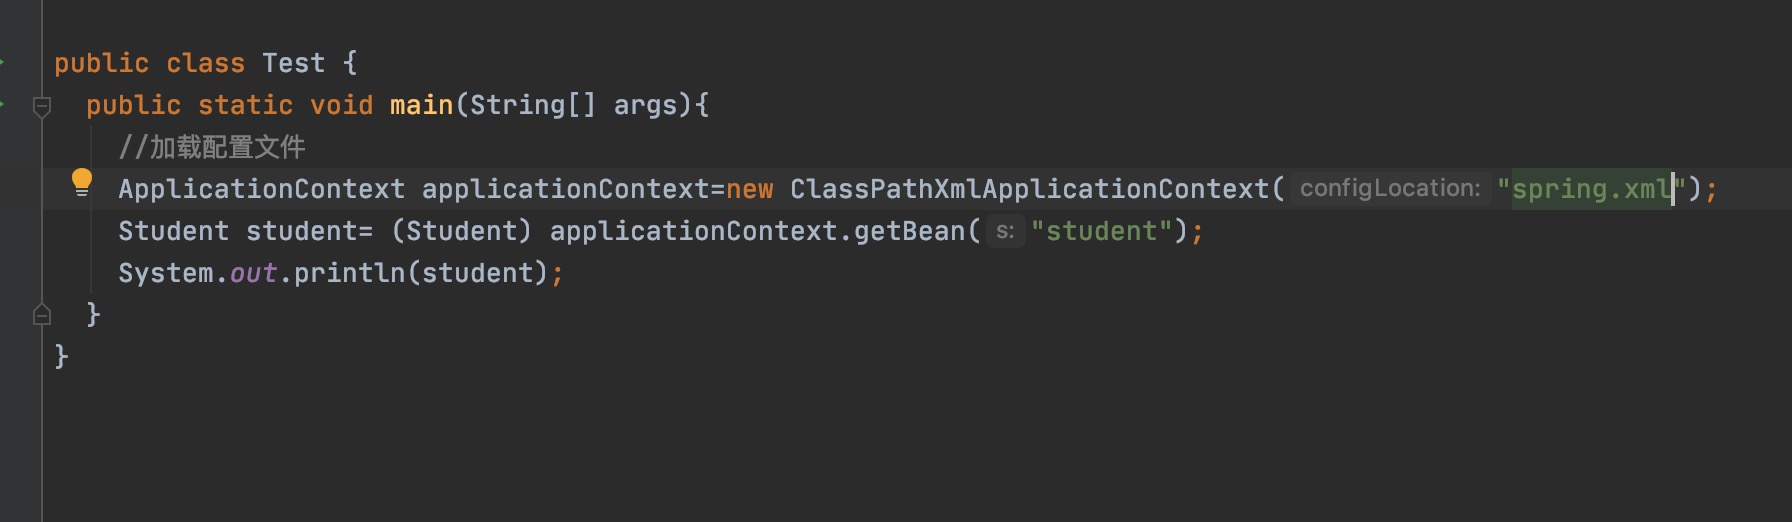 public class Test {
public static void main(String[] args){
//加载配置文件
ApplicationContext applicationContext=new ClassPathXmlApplicationContext( configLocation: "spring.xml");
Student student= (Student) applicationContext.getBean( s: "student");
System.out.println(student);
}
}